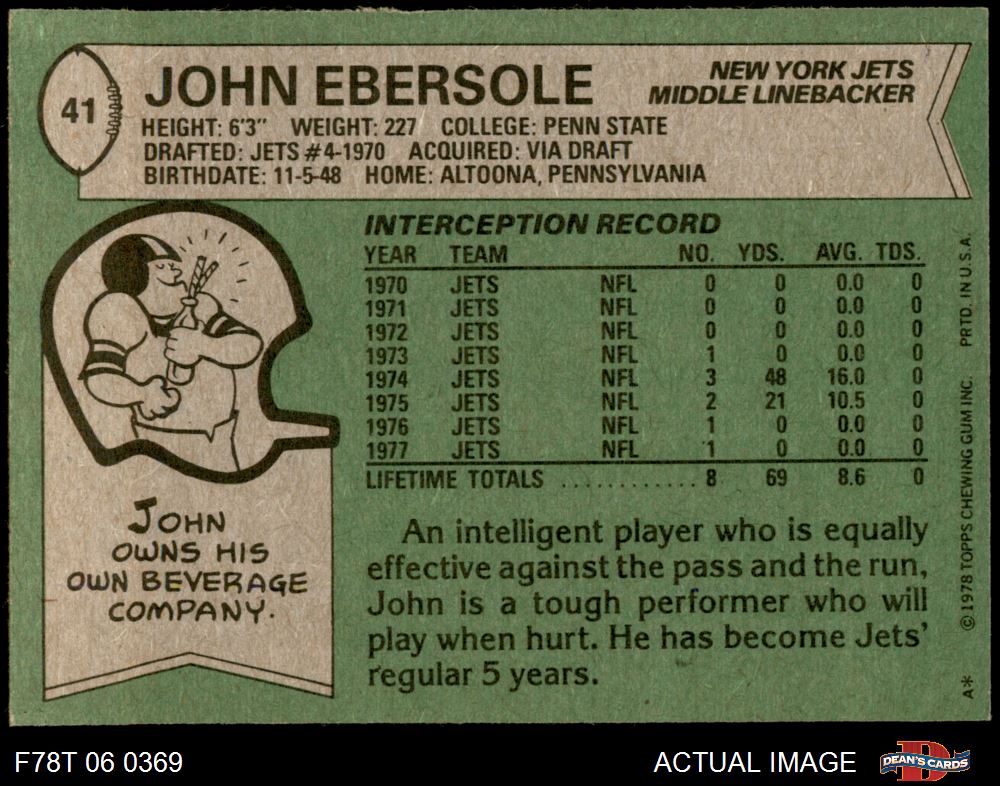 41
JOHN EBERSOLE
NEW YORK JETS
MIDDLE LINEBACKER
HEIGHT: 6'3" WEIGHT: 227 COLLEGE: PENN STATE
DRAFTED: JETS #4-1970 ACQUIRED: VIA DRAFT
BIRTHDATE: 11-5-48 HOME: ALTOONA, PENNSYLVANIA
INTERCEPTION RECORD
YEAR TEAM NO. YDS. AVG. TDS.
1970 JETS NFL 0 0 0.0 0
1971 JETS NFL 0 0 0.0 0
1972 JETS NFL 0 0 0.0 0
1973 JETS NFL 1 0 0.0 0
1974 JETS NFL 3 48 16.0 0
1975 JETS NFL 2 21 10.5 0
1976 JETS NFL 1 0 0.0 0
1977 JETS NFL 1 0 0.0 0
LIFETIME TOTALS ............ 8 69 8.6 0
JOHN
OWNS HIS
OWN BEVERAGE
COMPANY.
An intelligent player who is equally
effective against the pass and the run,
John is a tough performer who will
play when hurt. He has become Jets'
regular 5 years.
A* ©1978 TOPPS CHEWING GUM INC. PRTD. IN U.S.A.
F78T 06 0369
ACTUAL IMAGE
D
DEAN'S CARDS